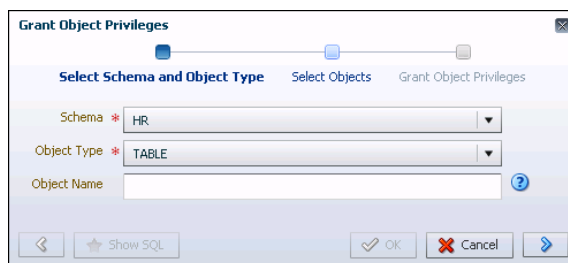 Grant Object Privileges
Select Schema and Object Type Select Objects Grant Object Privileges
Schema * HR
Object Type * TABLE
Object Name ?
Show SQL OK Cancel